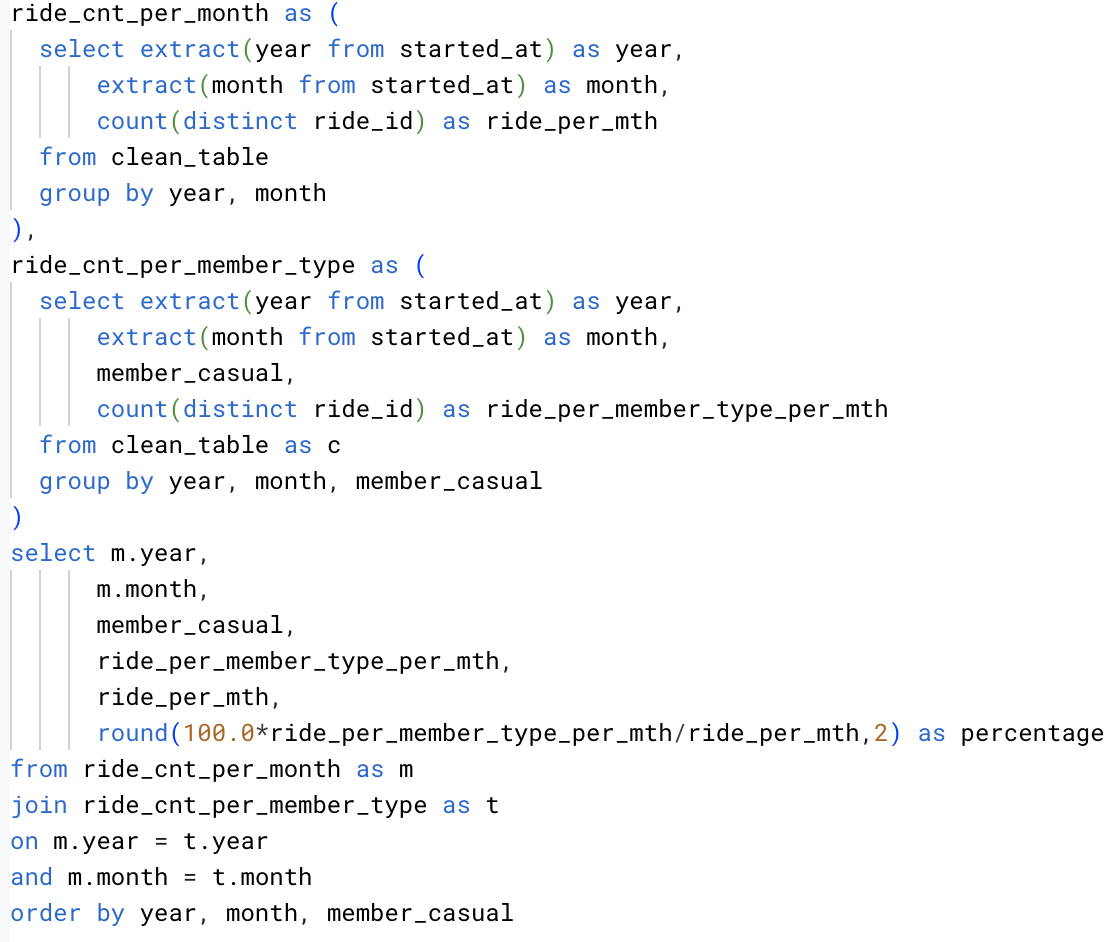 ride_cnt_per_month as (
select extract(year from started_at) as year,
extract(month from started_at) as month,
count(distinct ride_id) as ride_per_mth
from clean_table
group by year, month
),
ride_cnt_per_member_type as (
select extract(year from started_at) as year,
extract(month from started_at) as month,
member_casual,
count(distinct ride_id) as ride_per_member_type_per_mth
from clean_table as c
group by year, month, member_casual
)
select m.year,
m.month,
member_casual,
ride_per_member_type_per_mth,
ride_per_mth,
round(100.0*ride_per_member_type_per_mth/ride_per_mth,2) as percentage
from ride_cnt_per_month as m
join ride_cnt_per_member_type as t
on m.year = t.year
and m.month = t.month
order by year, month, member_casual